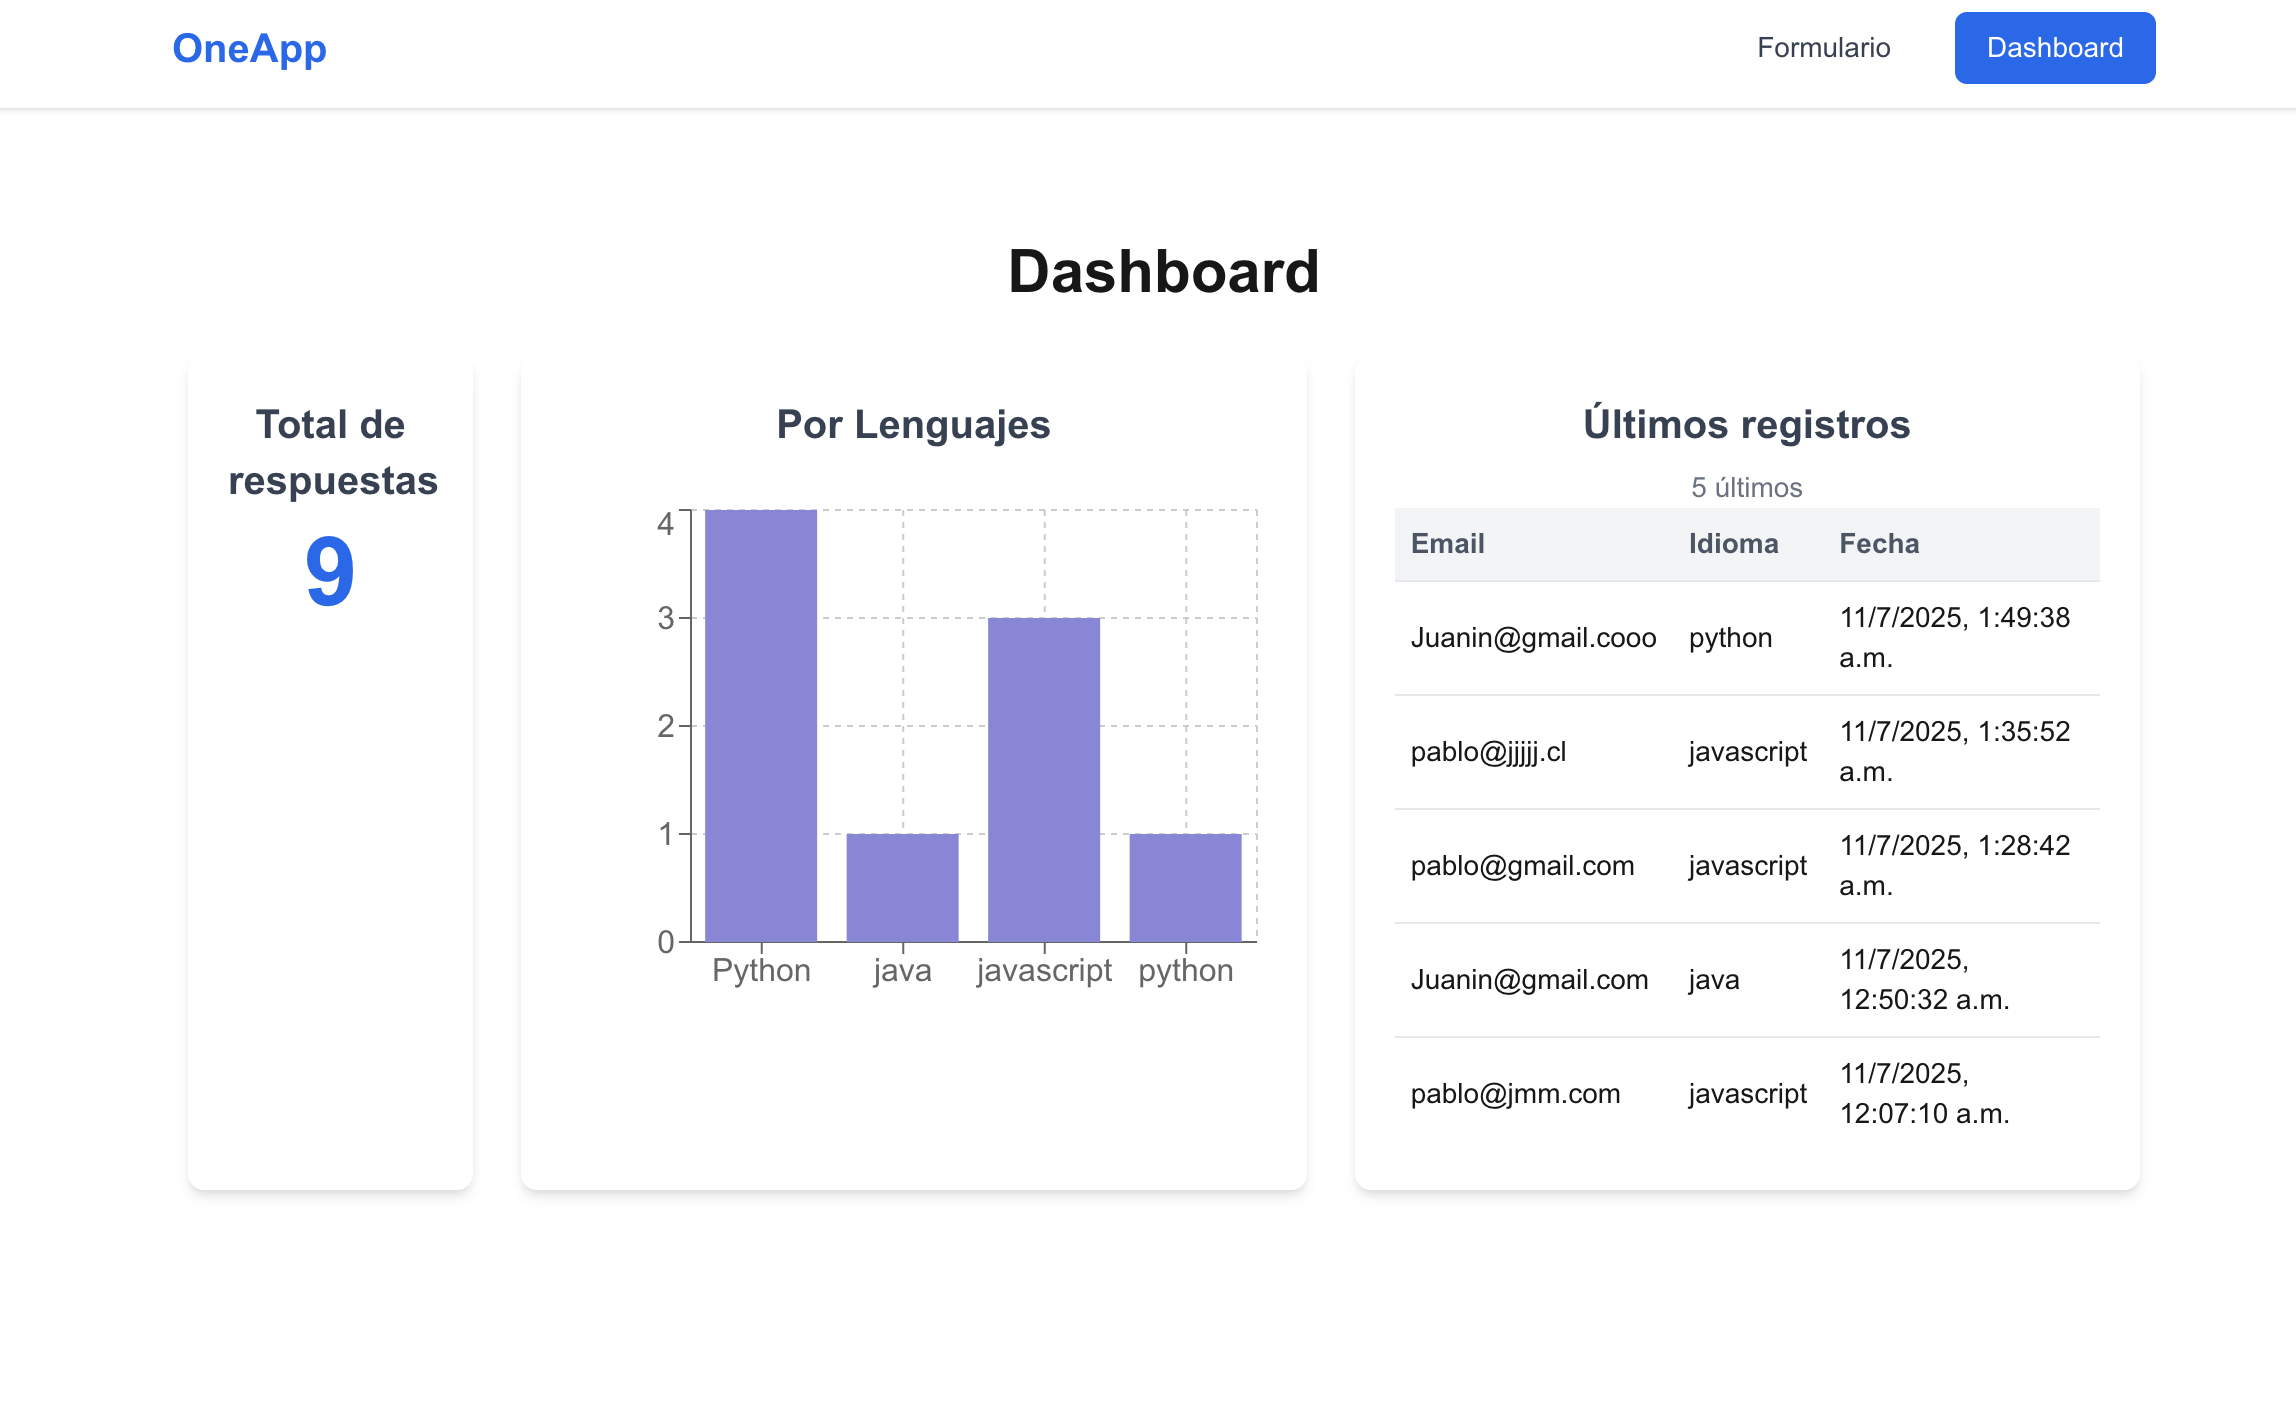 OneApp
Formulario
Dashboard
Dashboard
Total de
respuestas
9
Por Lenguajes
4
3
2
1
0
Python java javascript python
Últimos registros
5 últimos
Email Idioma Fecha
Juanin@gmail.cooo python 11/7/2025, 1:49:38
a.m.
pablo@jjjjj.cl javascript 11/7/2025, 1:35:52
a.m.
pablo@gmail.com javascript 11/7/2025, 1:28:42
a.m.
Juanin@gmail.com java 11/7/2025,
12:50:32 a.m.
pablo@jmm.com javascript 11/7/2025,
12:07:10 a.m.